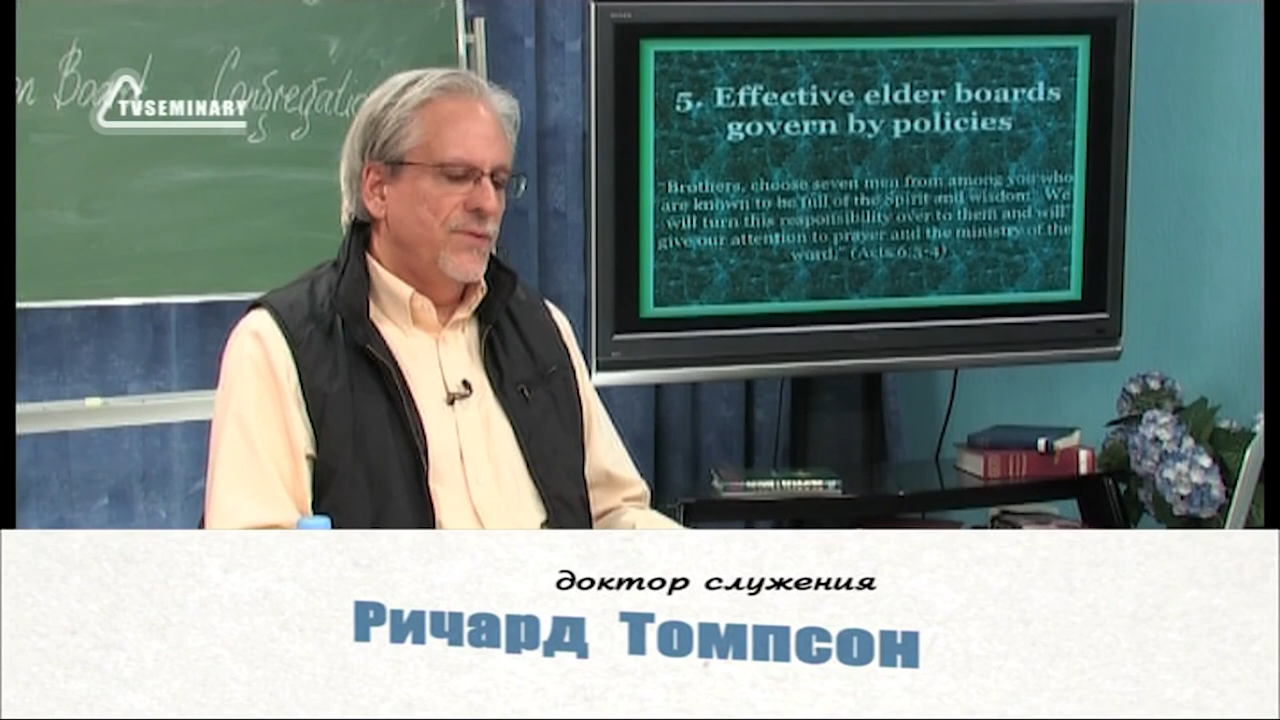 Board Congregatio
TVSEMINARY
5. Effective elder boards
govern by policies
"Brothers, choose seven men from among you who
are known to be full of the Spirit and wisdom. We
will turn this responsibility over to them and will
give our attention to prayer and the ministry of the
word." (Acts 6:3-4)
доктор служения
Ричард Томпсон